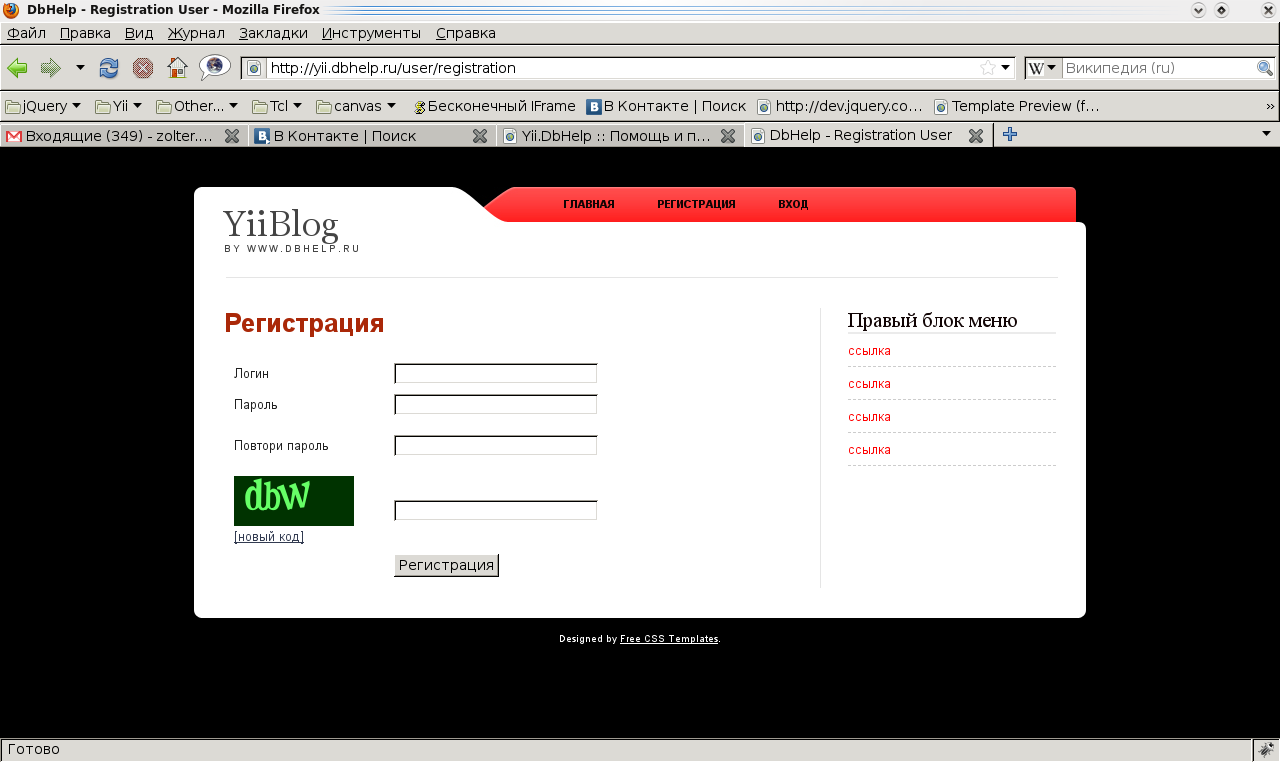 DbHelp - Registration User - Mozilla Firefox
Файл Правка Вид Журнал Закладки Инструменты Справка
http://yii.dbhelp.ru/user/registration W Википедия (ru)
jQuery Yii Other... Tcl canvas Бесконечный IFrame В В Контакте | Поиск http://dev.jquery.co... Template Preview (f... »
Входящие (349) - zolter.... В В Контакте | Поиск Yii.DbHelp :: Помощь и п... DbHelp - Registration User
ГЛАВНАЯ РЕГИСТРАЦИЯ ВХОД
YiiBlog
BY WWW.DBHELP.RU
Регистрация
Логин
Пароль
Повтори пароль
dbW
[новый код]
Регистрация
Правый блок меню
ссылка
ссылка
ссылка
ссылка
Designed by Free CSS Templates.
Готово